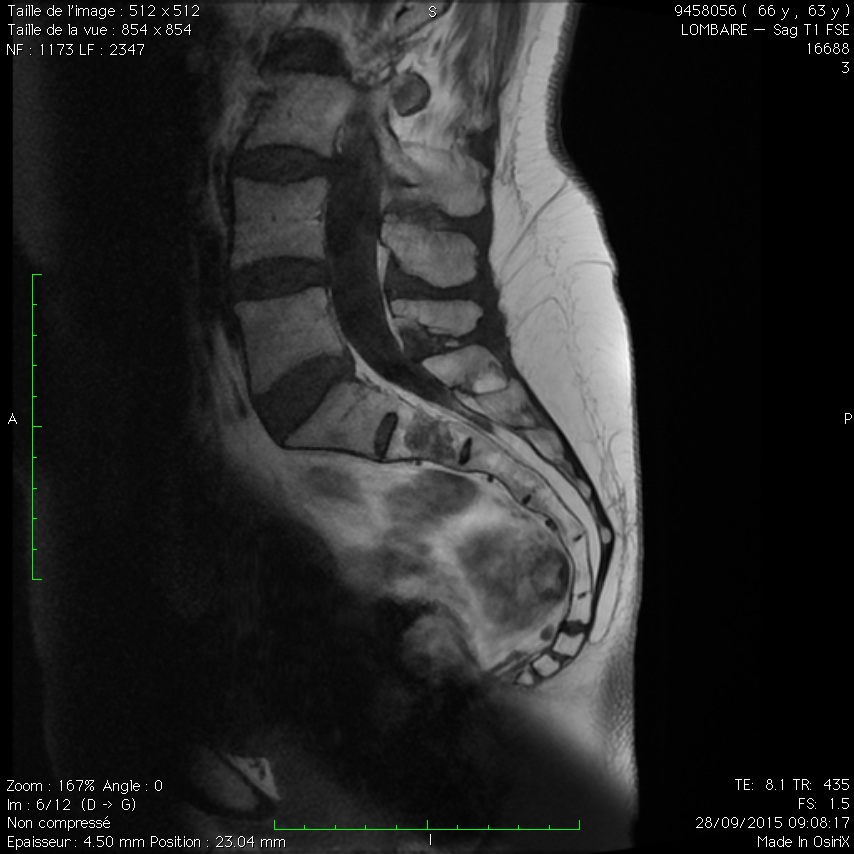 Taille de l'image : 512 x 512
Taille de la vue : 854 x 854
NF : 1173 LF : 2347
S
9458056 ( 66 y , 63 y )
LOMBAIRE — Sag T1 FSE
16688
3
A
P
Zoom : 167% Angle : 0
Im : 6/12 (D -> G)
Non compressé
Epaisseur : 4.50 mm Position : 23.04 mm
I
TE: 8.1 TR: 435
FS: 1.5
28/09/2015 09:08:17
Made In OsiriX